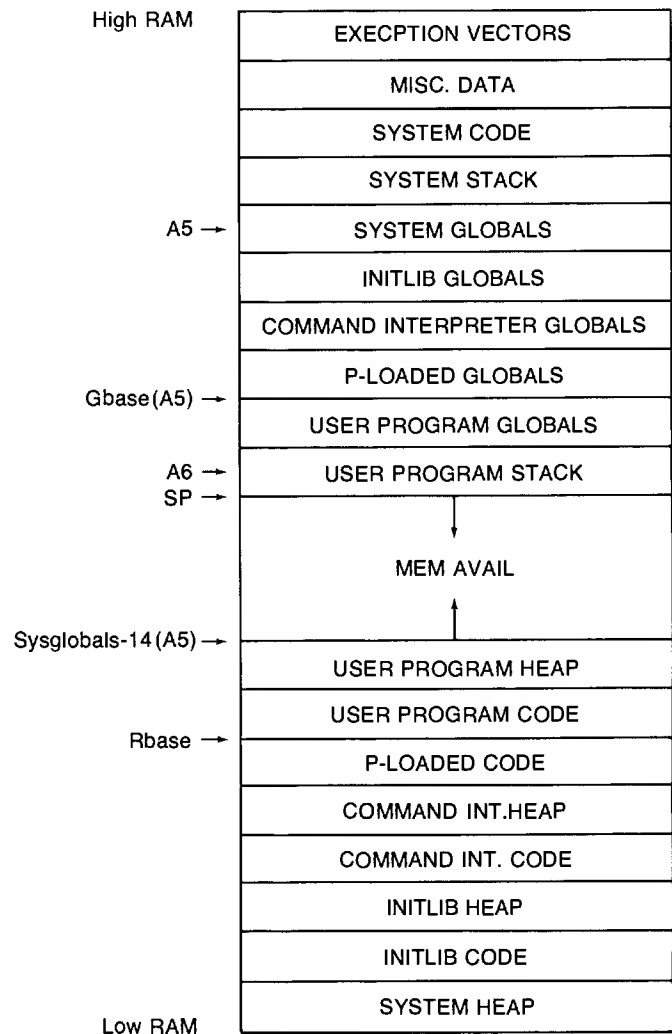 High RAM
EXECPTION VECTORS
MISC. DATA
SYSTEM CODE
SYSTEM STACK
A5 → SYSTEM GLOBALS
INITLIB GLOBALS
COMMAND INTERPRETER GLOBALS
P-LOADED GLOBALS
Gbase(A5) →
USER PROGRAM GLOBALS
A6 → USER PROGRAM STACK
SP →
MEM AVAIL
Sysglobals-14(A5) →
USER PROGRAM HEAP
USER PROGRAM CODE
Rbase →
P-LOADED CODE
COMMAND INT.HEAP
COMMAND INT. CODE
INITLIB HEAP
INITLIB CODE
SYSTEM HEAP
Low RAM